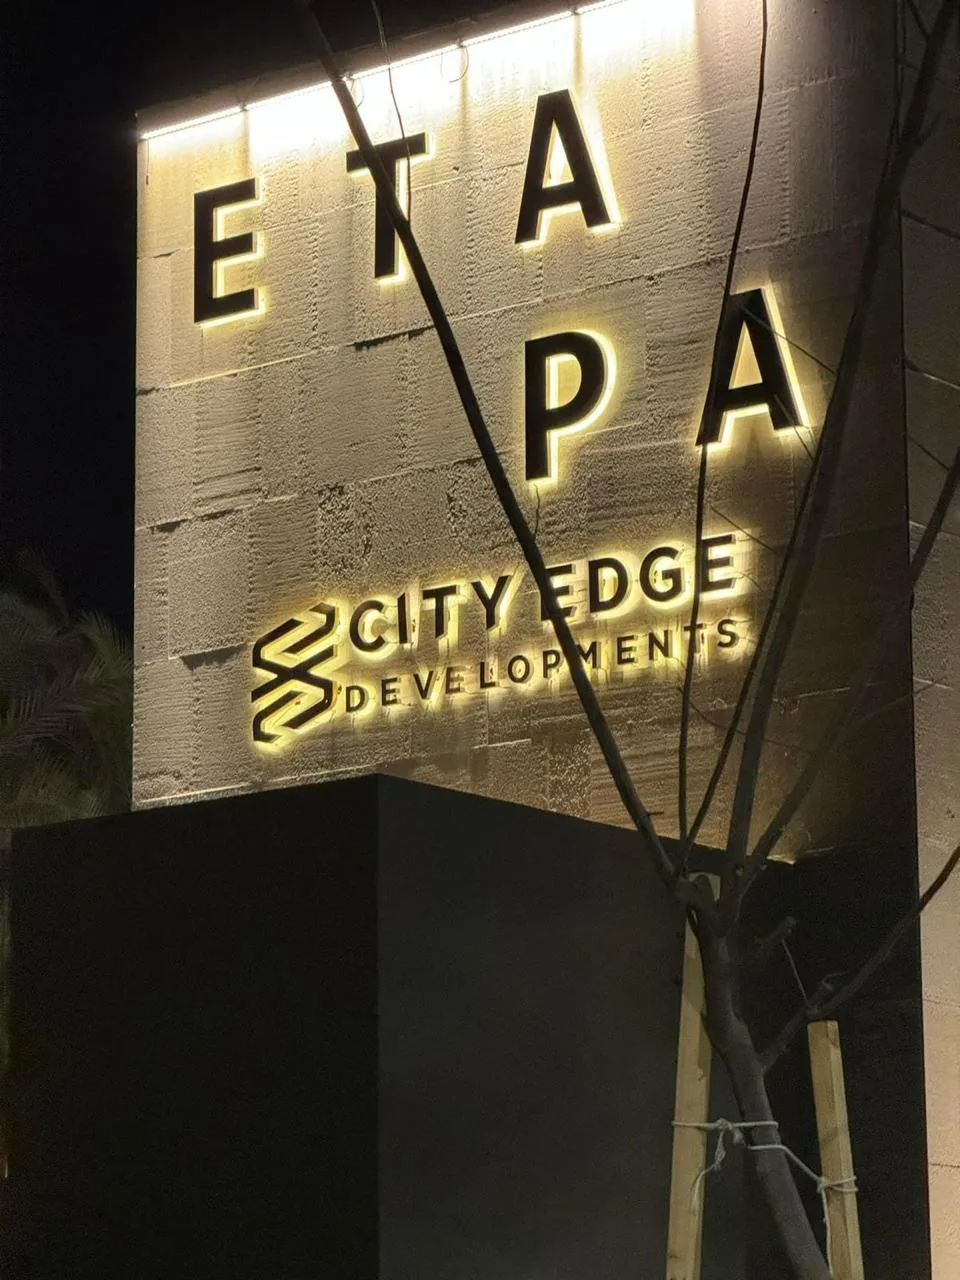 ETA
PA
CITY EDGE
DEVELOPMENTS